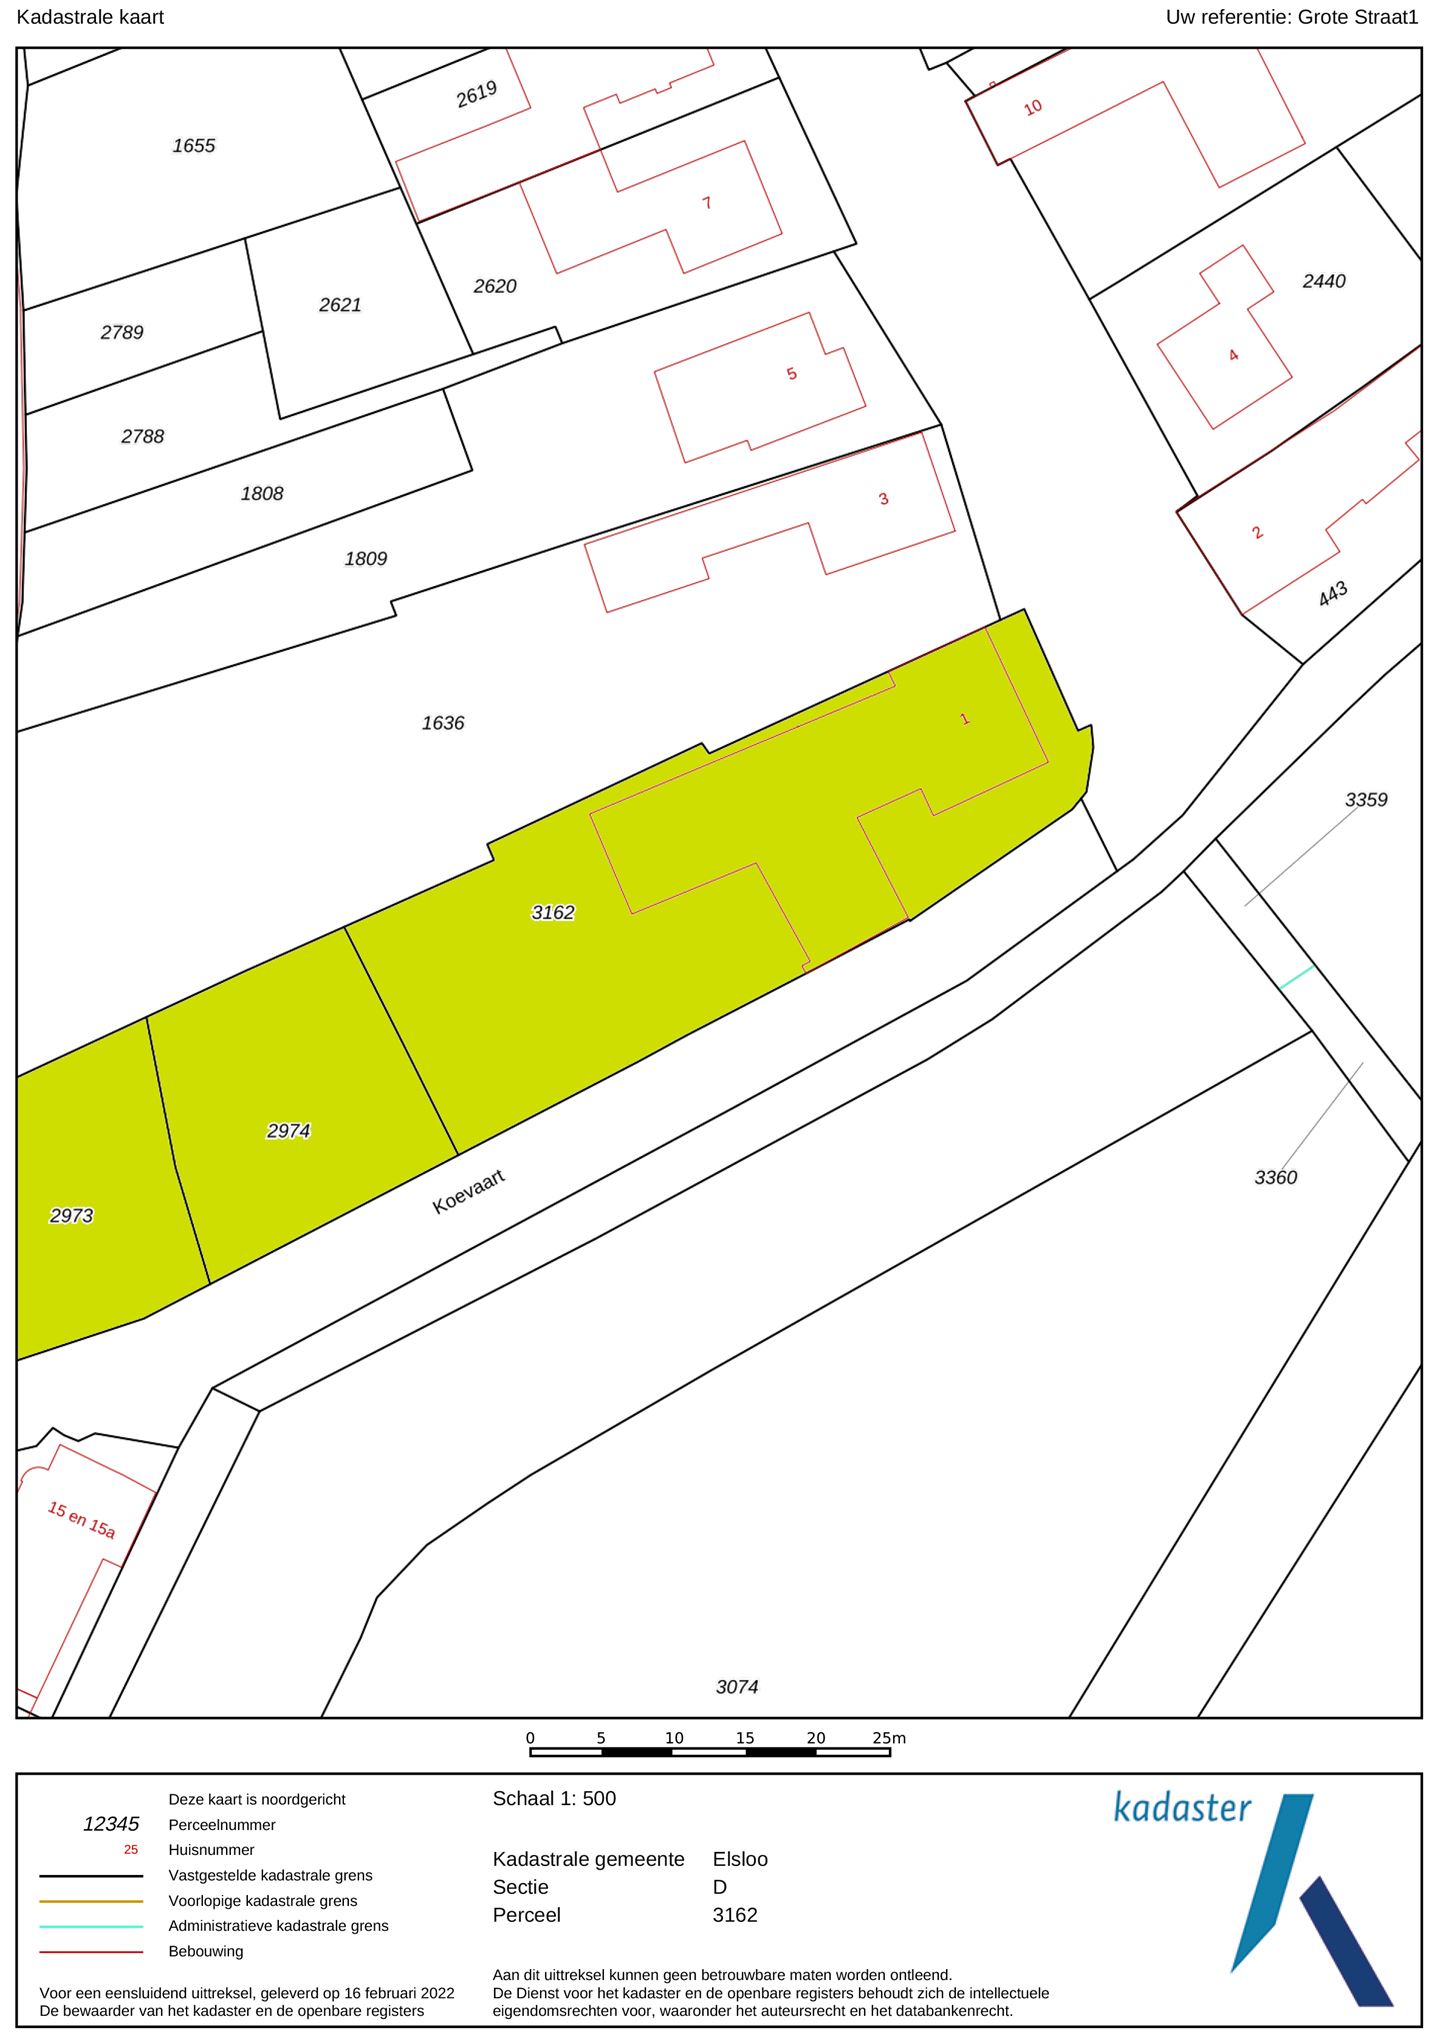 Kadastrale kaart
Uw referentie: Grote Straat1
2619
10
1655
7
2440
2620
2621
2789
4
5
2788
1808
3
2
1809
443
1636
1
3359
3162
2974
3360
Koevaart
2973
15 en 15a
3074
0 5 10 15 20 25m
Deze kaart is noordgericht
12345 Perceelnummer
25 Huisnummer
Vastgestelde kadastrale grens
Voorlopige kadastrale grens
Administratieve kadastrale grens
Bebouwing
Voor een eensluidend uittreksel, geleverd op 16 februari 2022
De bewaarder van het kadaster en de openbare registers
Schaal 1: 500
Kadastrale gemeente Elsloo
Sectie D
Perceel 3162
Aan dit uittreksel kunnen geen betrouwbare maten worden ontleend.
De Dienst voor het kadaster en de openbare registers behoudt zich de intellectuele
eigendomsrechten voor, waaronder het auteursrecht en het databankenrecht.
kadaster